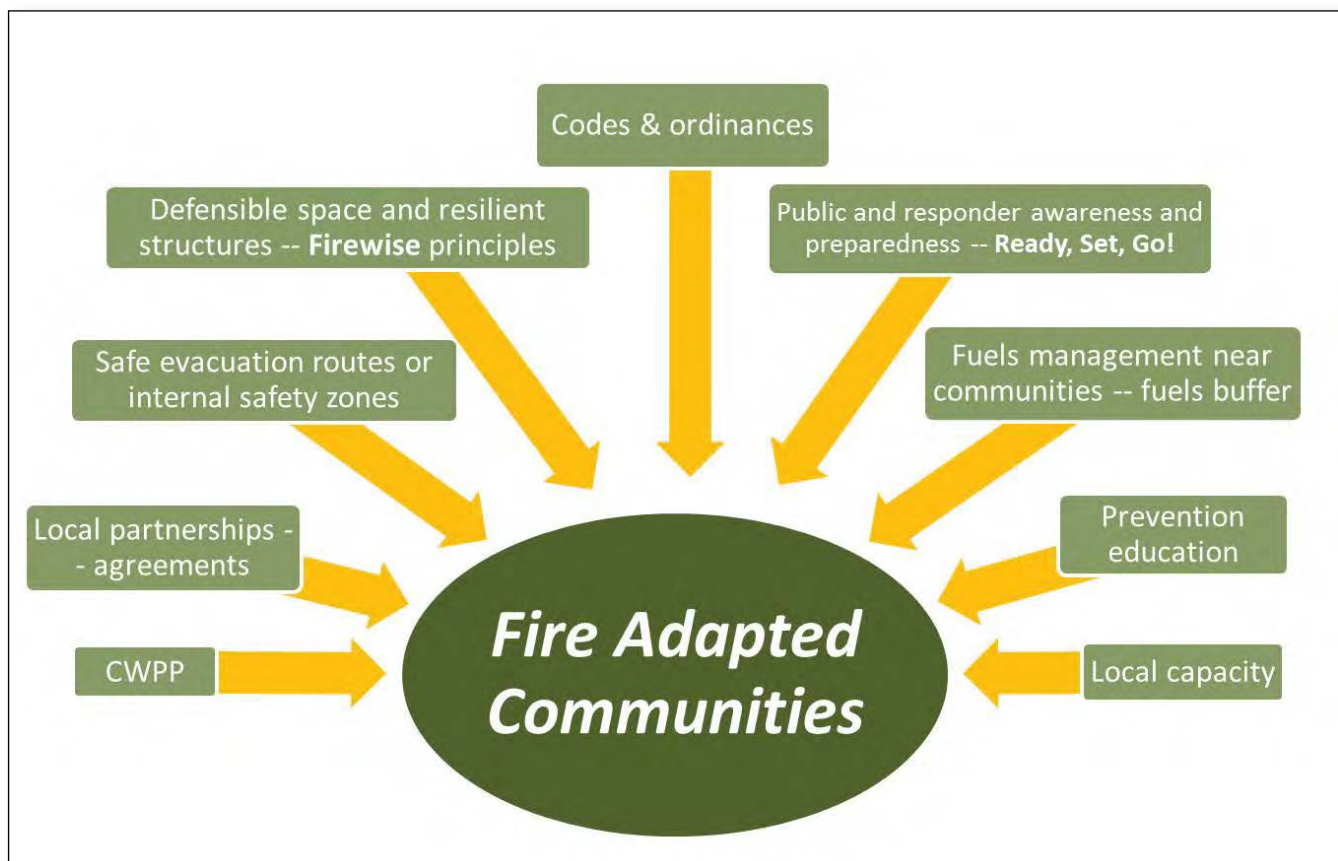 Codes & ordinances
Defensible space and resilient
structures -- Firewise principles
Public and responder awareness and
preparedness -- Ready, Set, Go!
Safe evacuation routes or
internal safety zones
Fuels management near
communities -- fuels buffer
Local partnerships -
- agreements
Prevention
education
CWPP
Local capacity
Fire Adapted
Communities